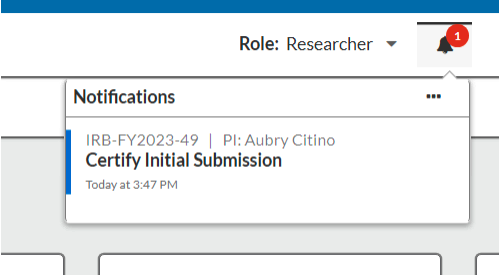 Role: Researcher
1
Notifications
IRB-FY2023-49 | PI: Aubry Citino
Certify Initial Submission
Today at 3:47 PM